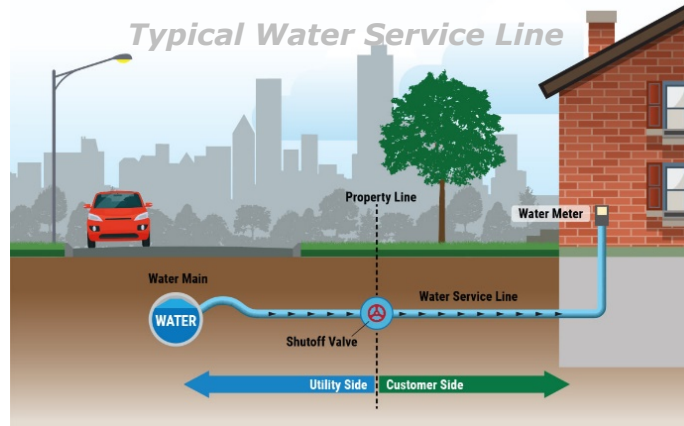 Typical Water Service Line
Property Line
Water Meter
Water Main
WATER
Water Service Line
Shutoff Valve
Utility Side
Customer Side